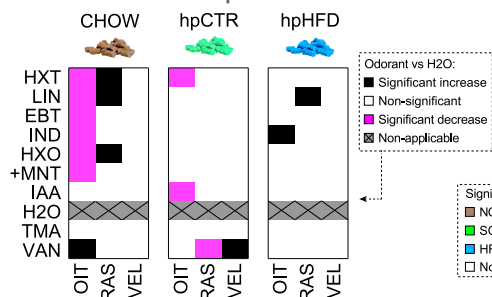 CHOW hpCTR hpHFD
HXT
LIN
EBT
IND
HXO
+MNT
IAA
H2O
TMA
VAN
OIT RAS VEL OIT RAS VEL OIT RAS VEL
Odorant vs H2O:
Significant increase
Non-significant
Significant decrease
Non-applicable